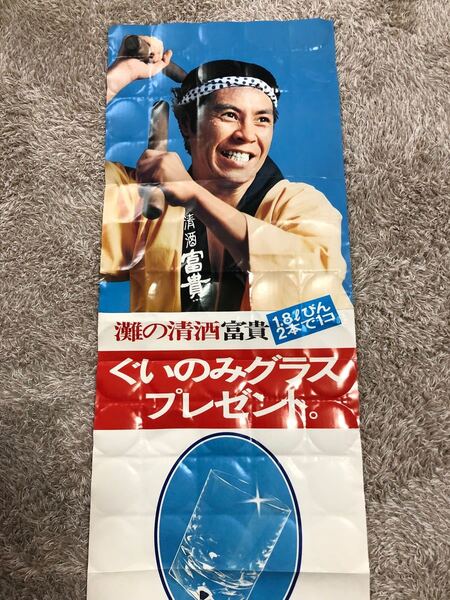 清酒
富貴
灘の清酒富貴
1.8ℓびん
2本で1コ
ぐいのみグラス
プレゼント。